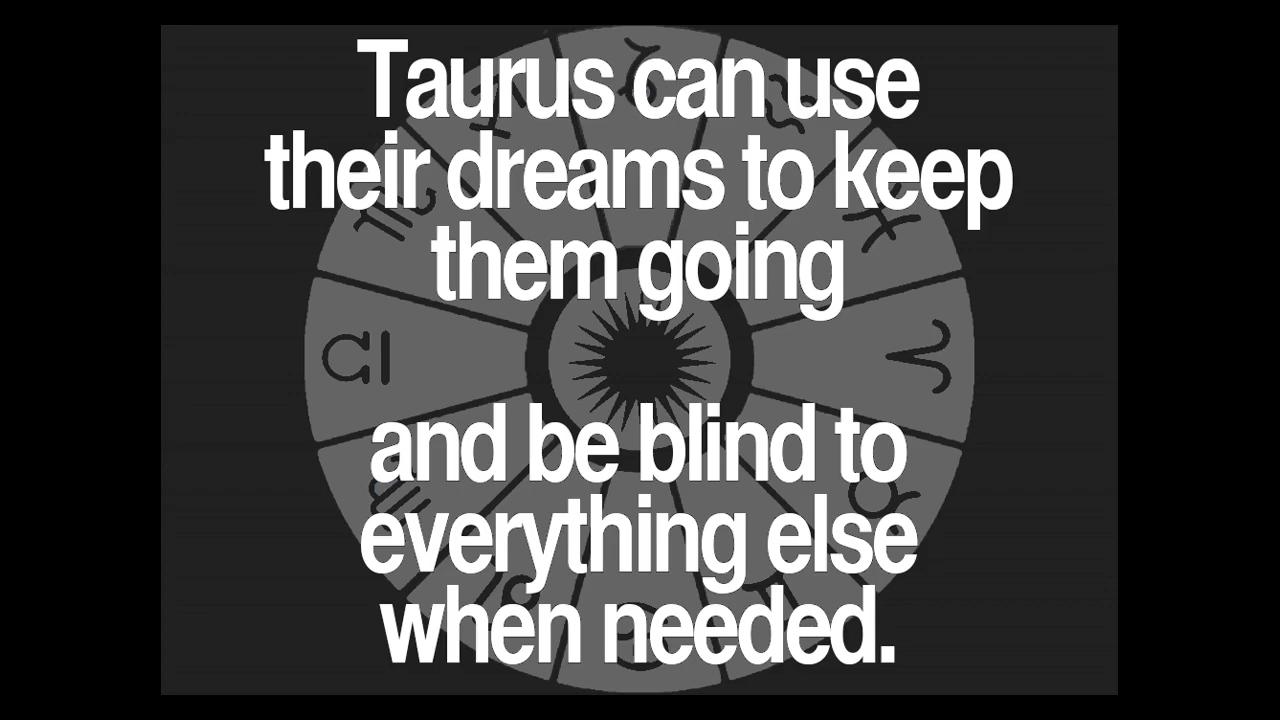 Taurus can use
their dreams to keep
them going
and be blind to
everything else
when needed.